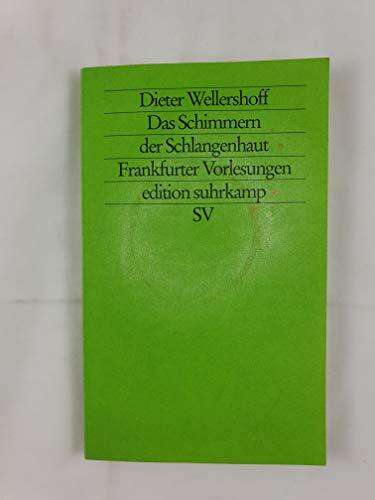 Dieter Wellershoff
Das Schimmern
der Schlangenhaut
Frankfurter Vorlesungen
edition suhrkamp
SV